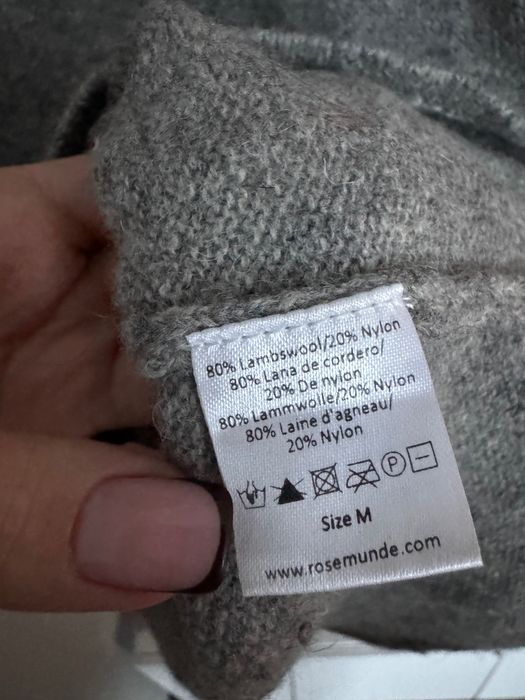 80% Lambswool/20% Nylon
80% Lana de cordero/
20% De nylon
80% Lammwolle/20% Nylon
80% Laine d'agneau/
20% Nylon
P
Size M
www.rosemunde.com